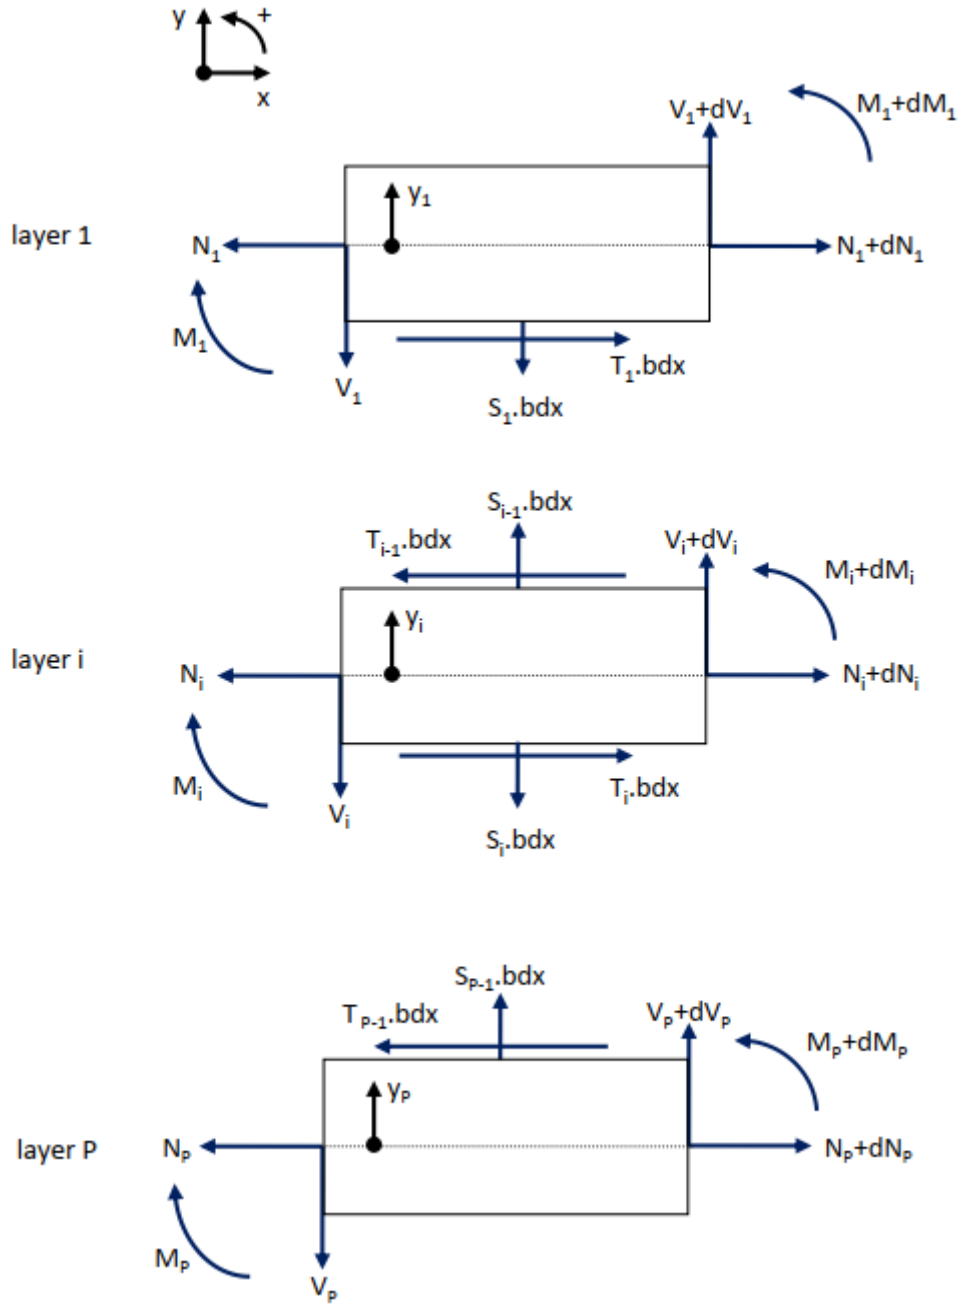 y
+
x
V₁+dV₁
M₁+dM₁
y₁
layer 1
N₁
N₁+dN₁
M₁
T₁.bdx
V₁
S₁.bdx
Sᵢ₋₁.bdx
Tᵢ₋₁.bdx
Vᵢ+dVᵢ
Mᵢ+dMᵢ
yᵢ
layer i
Nᵢ
Nᵢ+dNᵢ
Mᵢ
Tᵢ.bdx
Vᵢ
Sᵢ.bdx
Sₚ₋₁.bdx
Tₚ₋₁.bdx
Vₚ+dVₚ
Mₚ+dMₚ
yₚ
layer P
Nₚ
Nₚ+dNₚ
Mₚ
Vₚ